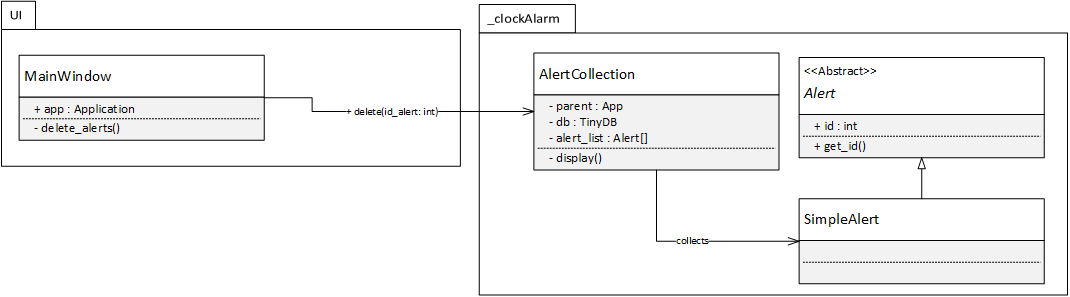 UI
MainWindow
+ app : Application
- delete_alerts()
+ delete(id_alert: int)
_clockAlarm
AlertCollection
- parent : App
- db : TinyDB
- alert_list : Alert[]
- display()
<<Abstract>>
Alert
+ id : int
+ get_id()
collects
SimpleAlert